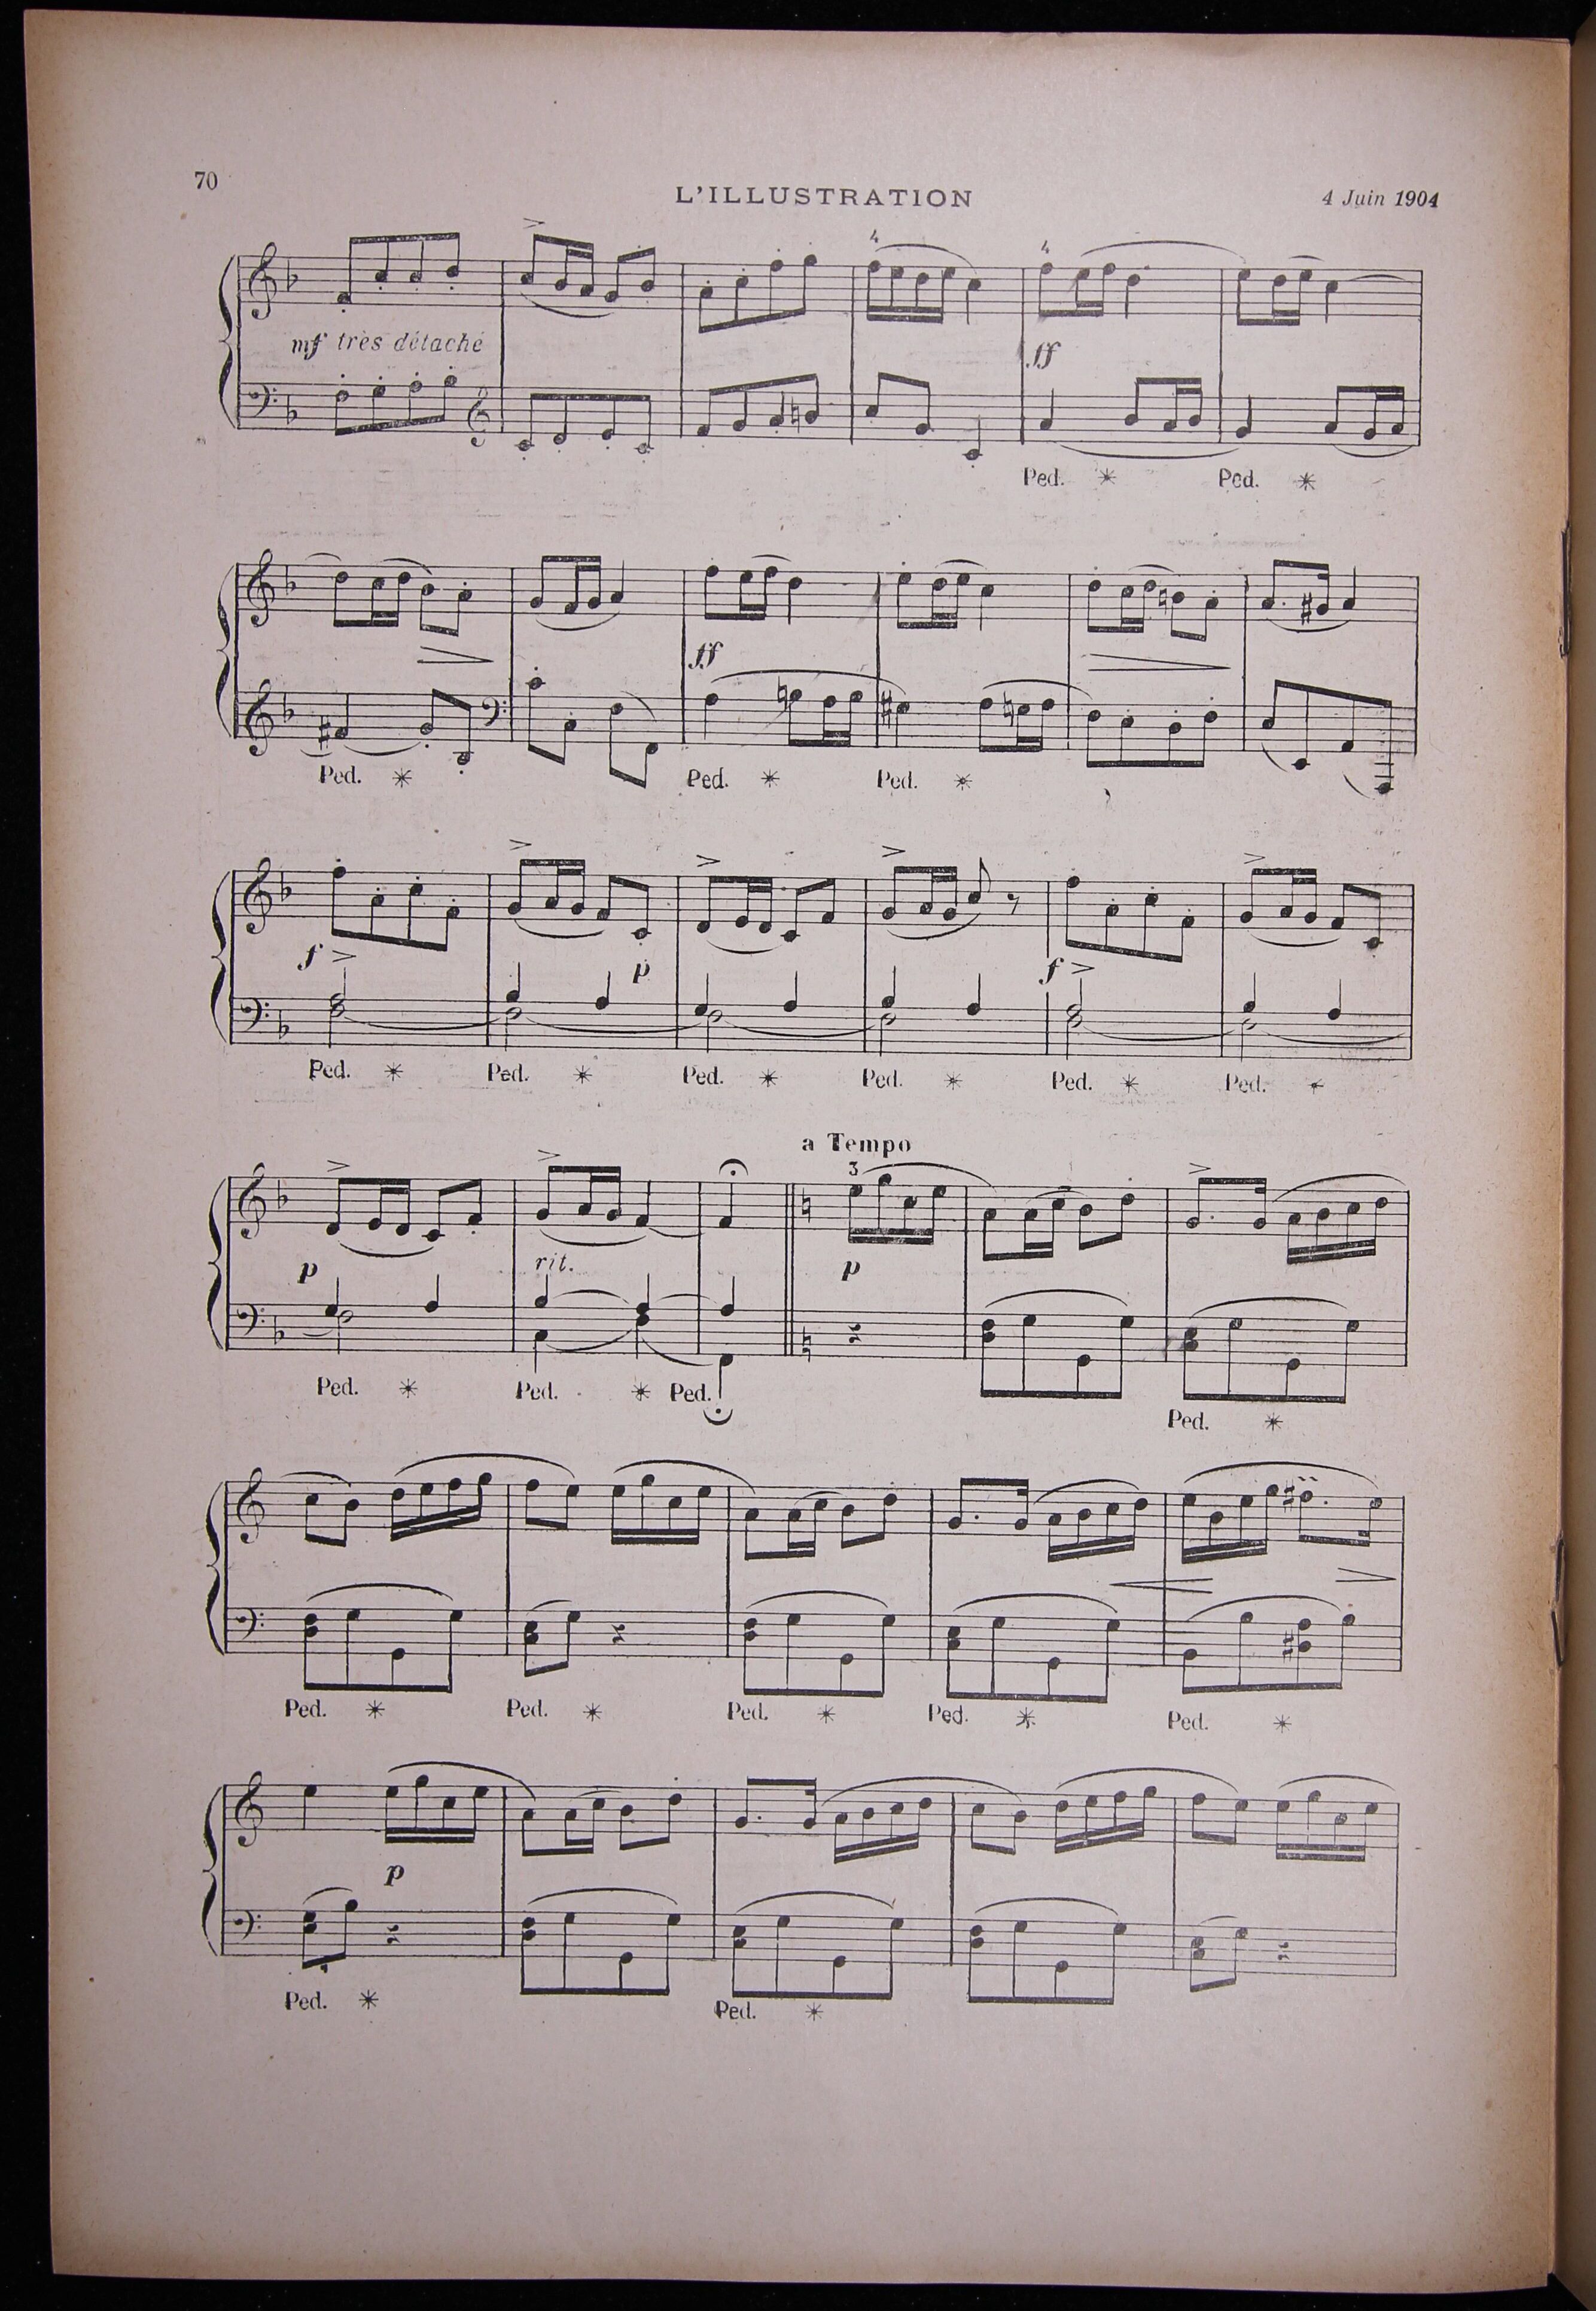 70
L'ILLUSTRATION
4 Juin 1904
4 4
mf très détaché
ff
Ped. * Ped. *
ff
Ped. * Ped. * Ped. *
f p f
Ped. * Ped. * Ped. * Ped. * Ped. * Ped. *
a Tempo
3
p rit. p
Ped. * Ped. * Ped.
Ped. *
Ped. * Ped. * Ped. * Ped. * Ped. *
p
Ped. * Ped. *